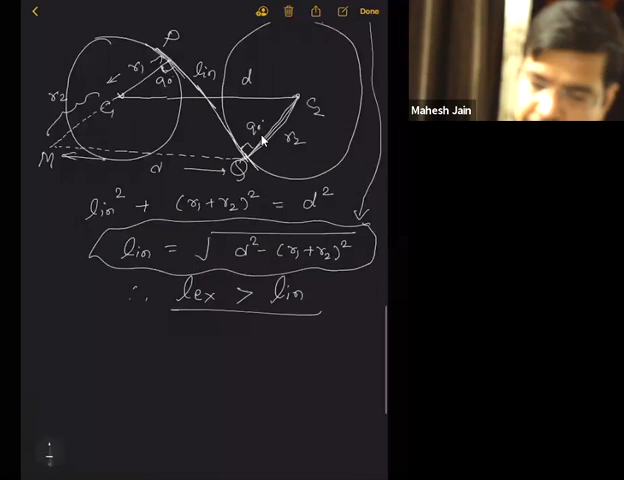 Done
Mahesh Jain
P
r₁
lin
d
90°
r₂
C₁
C₂
90°
r₂
M
d
Q
lin² + (r₁+r₂)² = d²
lin = √d² - (r₁+r₂)²
∴ lex > lin